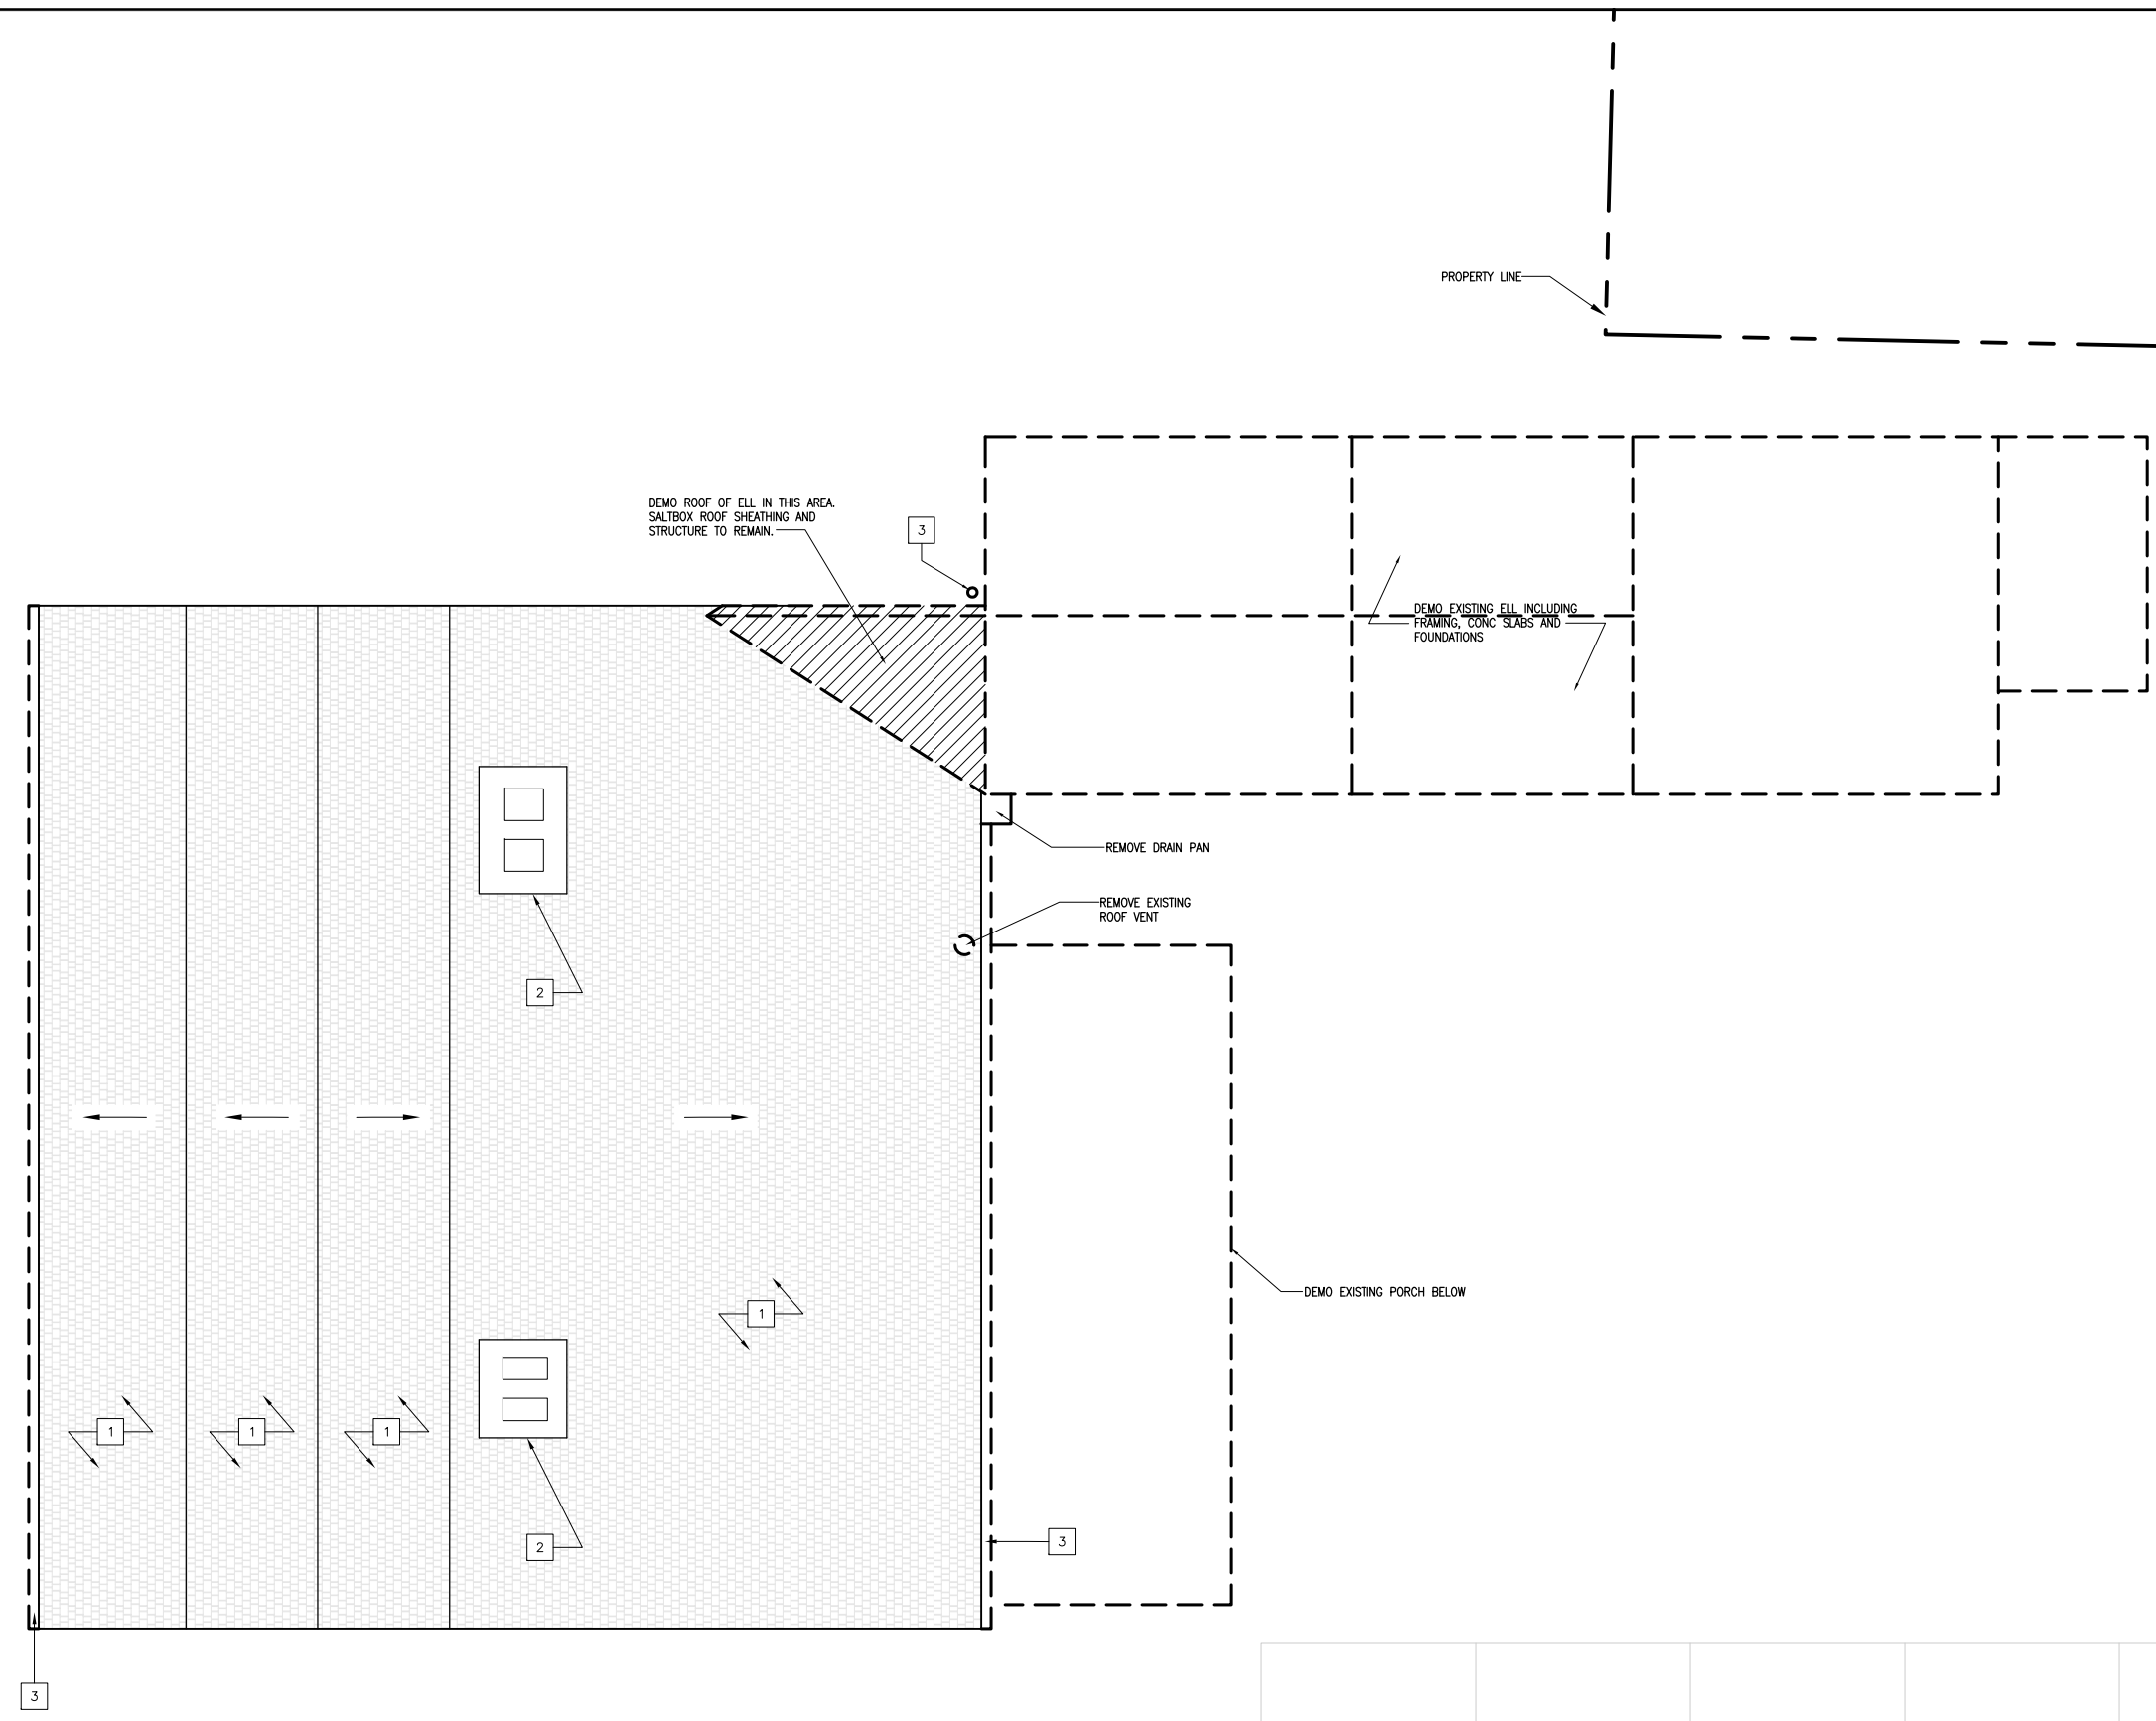 PROPERTY LINE
DEMO ROOF OF ELL IN THIS AREA.
SALTBOX ROOF SHEATHING AND
STRUCTURE TO REMAIN.
3
DEMO EXISTING ELL INCLUDING
FRAMING, CONC SLABS AND
FOUNDATIONS
REMOVE DRAIN PAN
REMOVE EXISTING
ROOF VENT
2
DEMO EXISTING PORCH BELOW
1
1
1
1
2
3
3